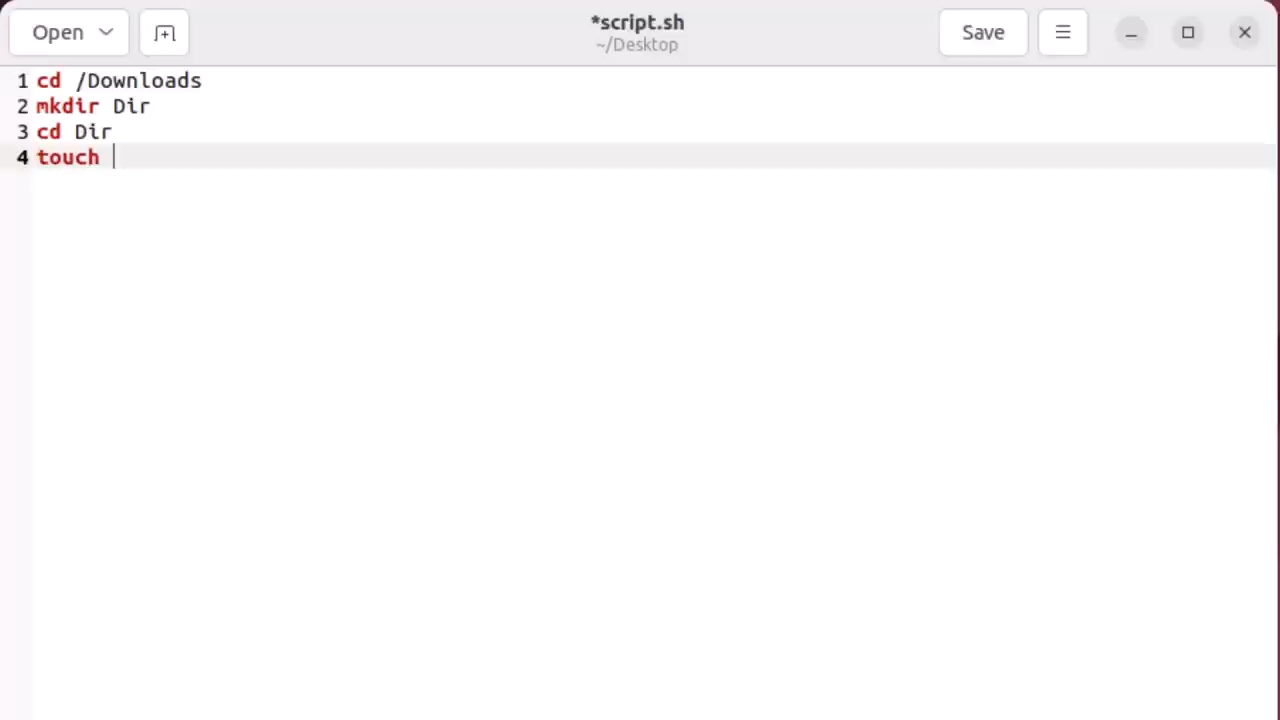 Open
*script.sh
~/Desktop
Save
1 cd /Downloads
2 mkdir Dir
3 cd Dir
4 touch